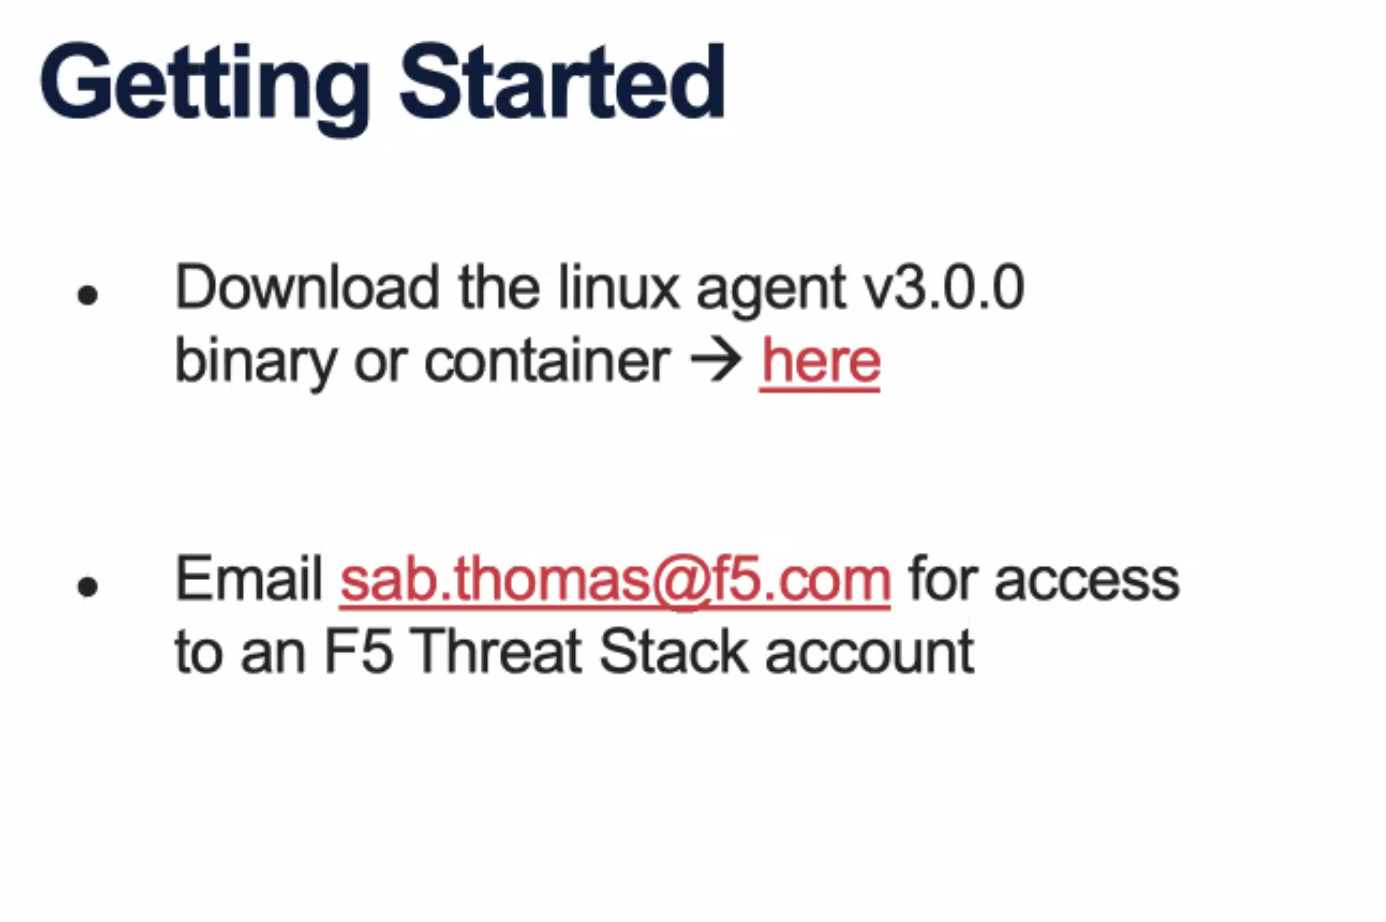 Getting Started
• Download the linux agent v3.0.0
binary or container → here
• Email sab.thomas@f5.com for access
to an F5 Threat Stack account